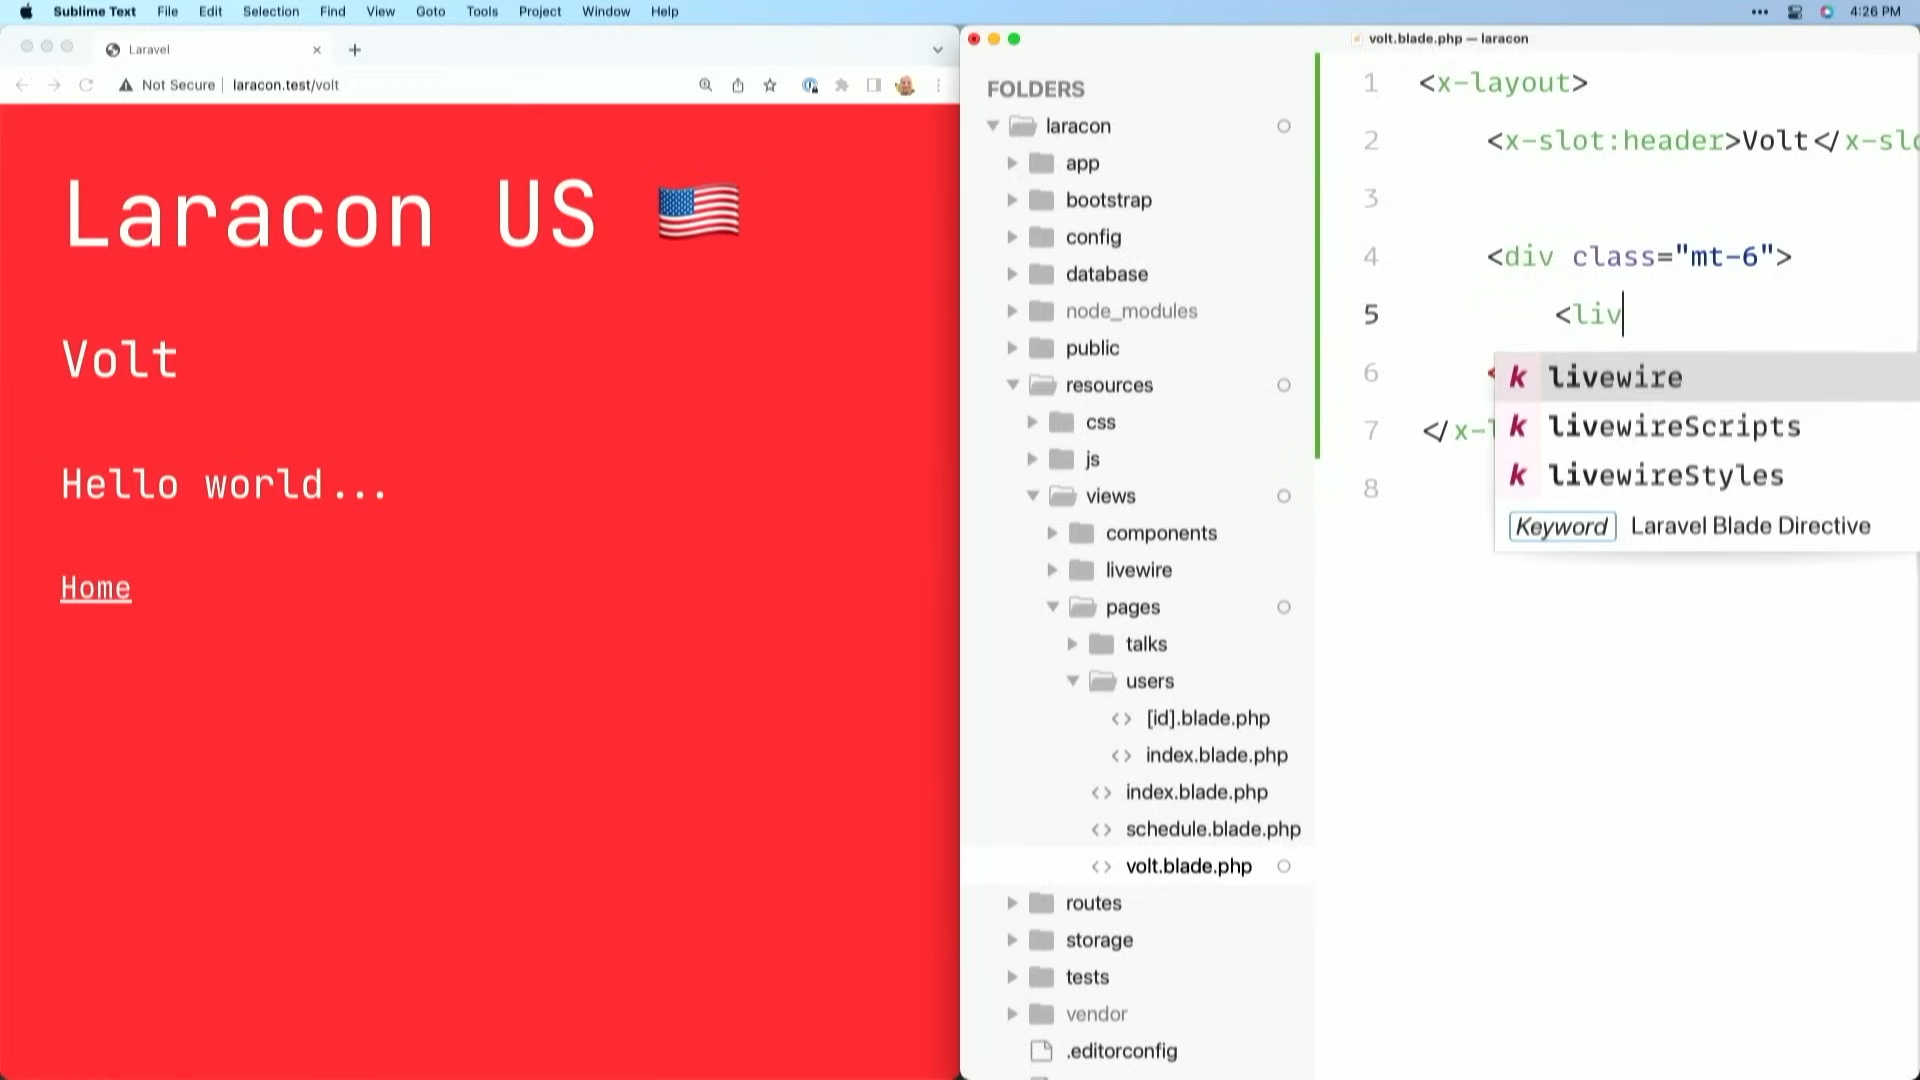 Sublime Text File Edit Selection Find View Goto Tools Project Window Help 4:26 PM
Laravel
Not Secure laracon.test/volt
Laracon US 🇺🇸
Volt
Hello world...
Home
volt.blade.php — laracon
FOLDERS
laracon
app
bootstrap
config
database
node_modules
public
resources
css
js
views
components
livewire
pages
talks
users
[id].blade.php
index.blade.php
index.blade.php
schedule.blade.php
volt.blade.php
routes
storage
tests
vendor
.editorconfig
1 <x-layout>
2 <x-slot:header>Volt</x-slo
3
4 <div class="mt-6">
5 <liv
6 <
7 </x-l
8
k livewire
k livewireScripts
k livewireStyles
Keyword Laravel Blade Directive